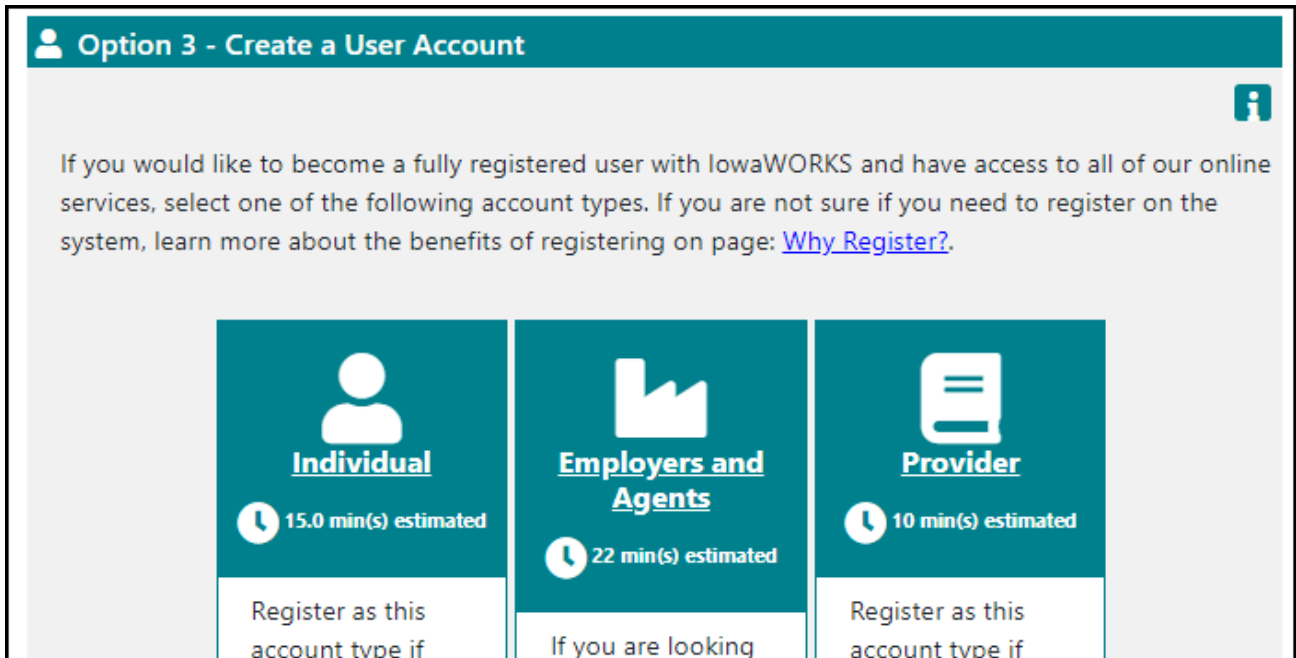 Option 3 - Create a User Account
If you would like to become a fully registered user with IowaWORKS and have access to all of our online
services, select one of the following account types. If you are not sure if you need to register on the
system, learn more about the benefits of registering on page: Why Register?.
Individual
15.0 min(s) estimated
Register as this
account type if
Employers and
Agents
22 min(s) estimated
If you are looking
Provider
10 min(s) estimated
Register as this
account type if